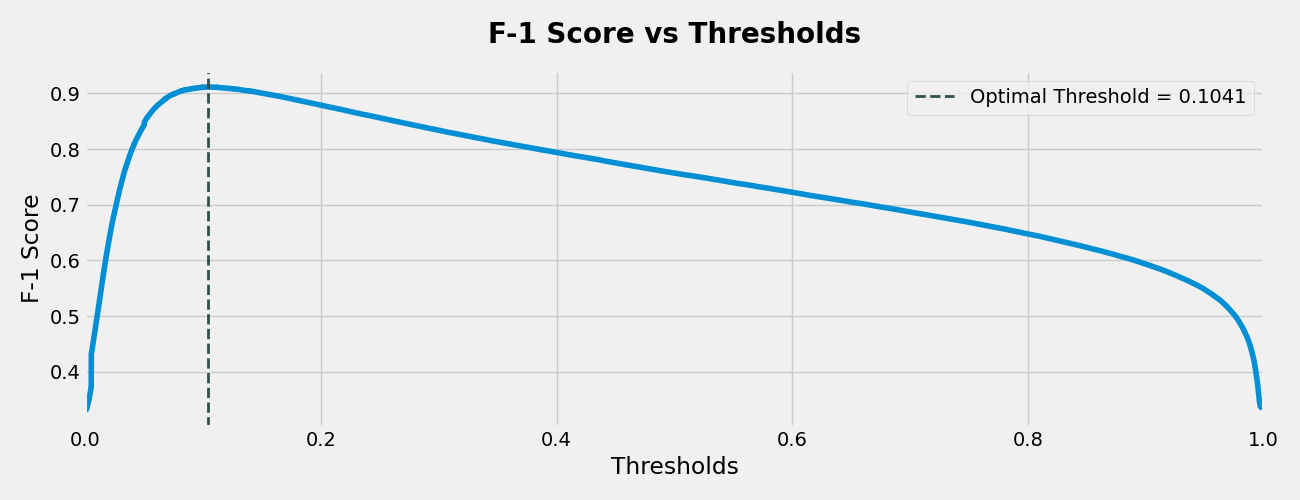 F-1 Score vs Thresholds
Optimal Threshold = 0.1041
F-1 Score
0.9
0.8
0.7
0.6
0.5
0.4
0.0 0.2 0.4 0.6 0.8 1.0
Thresholds